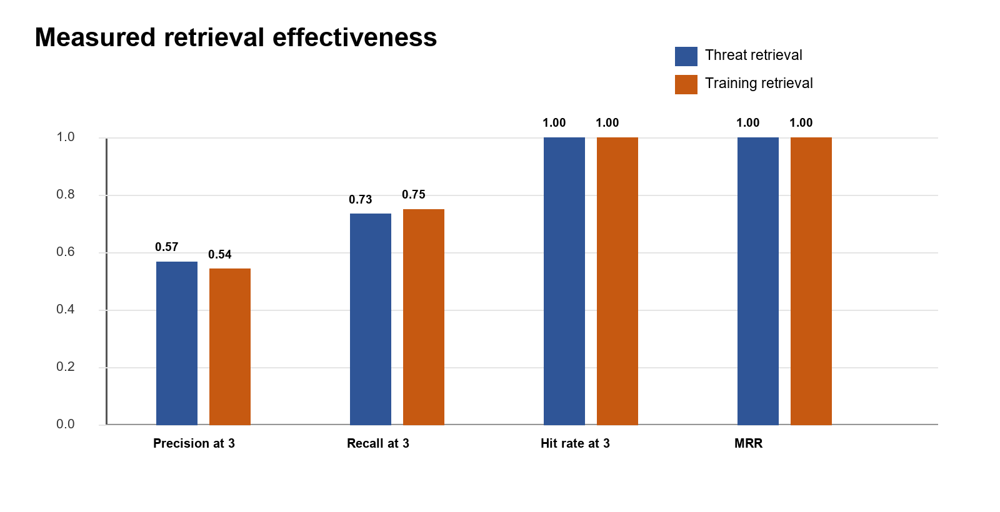 Measured retrieval effectiveness
Threat retrieval
Training retrieval
1.00 1.00 1.00 1.00
1.0
0.8
0.73 0.75
0.57 0.54
0.6
0.4
0.2
0.0
Precision at 3 Recall at 3 Hit rate at 3 MRR